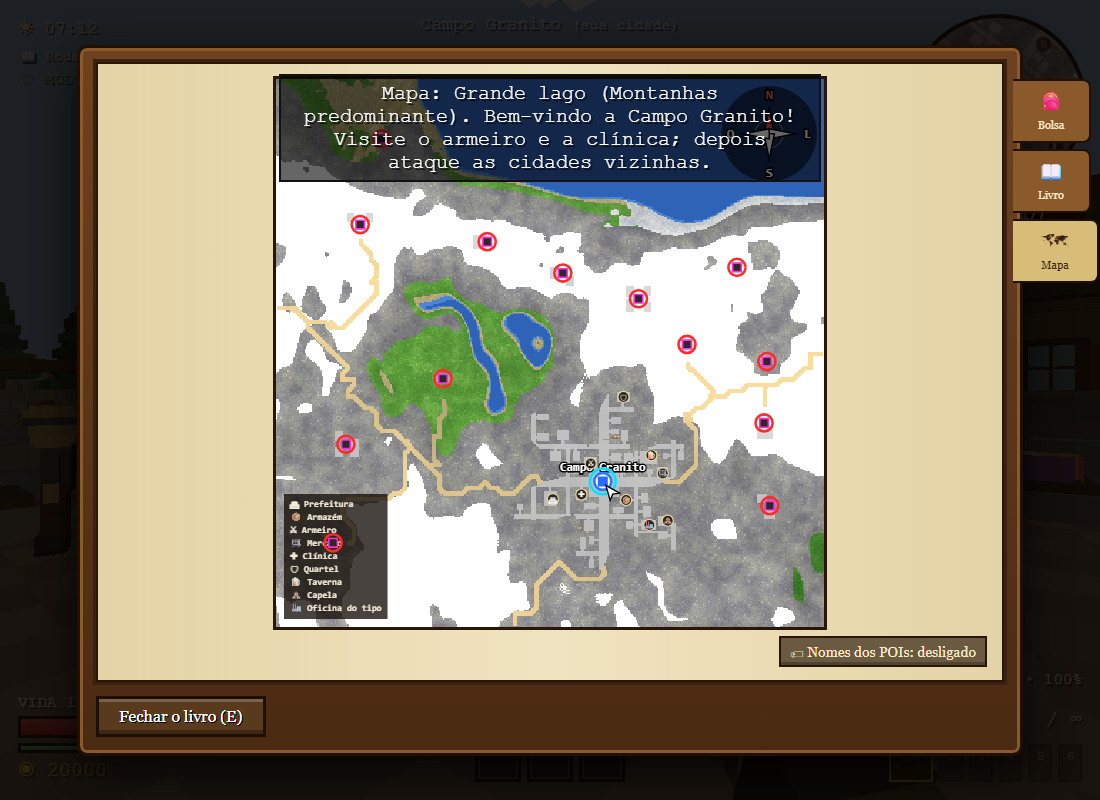 07:12
Campo Granito (sua cidade)
Mapa: Grande lago (Montanhas
predominante). Bem-vindo a Campo Granito!
Visite o armeiro e a clínica; depois
ataque as cidades vizinhas.
N
O
L
S
Bolsa
Livro
Mapa
Campo Granito
Prefeitura
Armazém
Armeiro
Clínica
Quartel
Taverna
Capela
Oficina do tipo
Nomes dos POIs: desligado
Fechar o livro (E)
VIDA
100%
/ ∞
20000
5
6